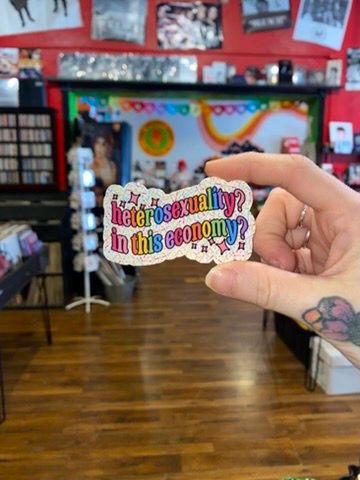 heterosexuality?
in this economy?